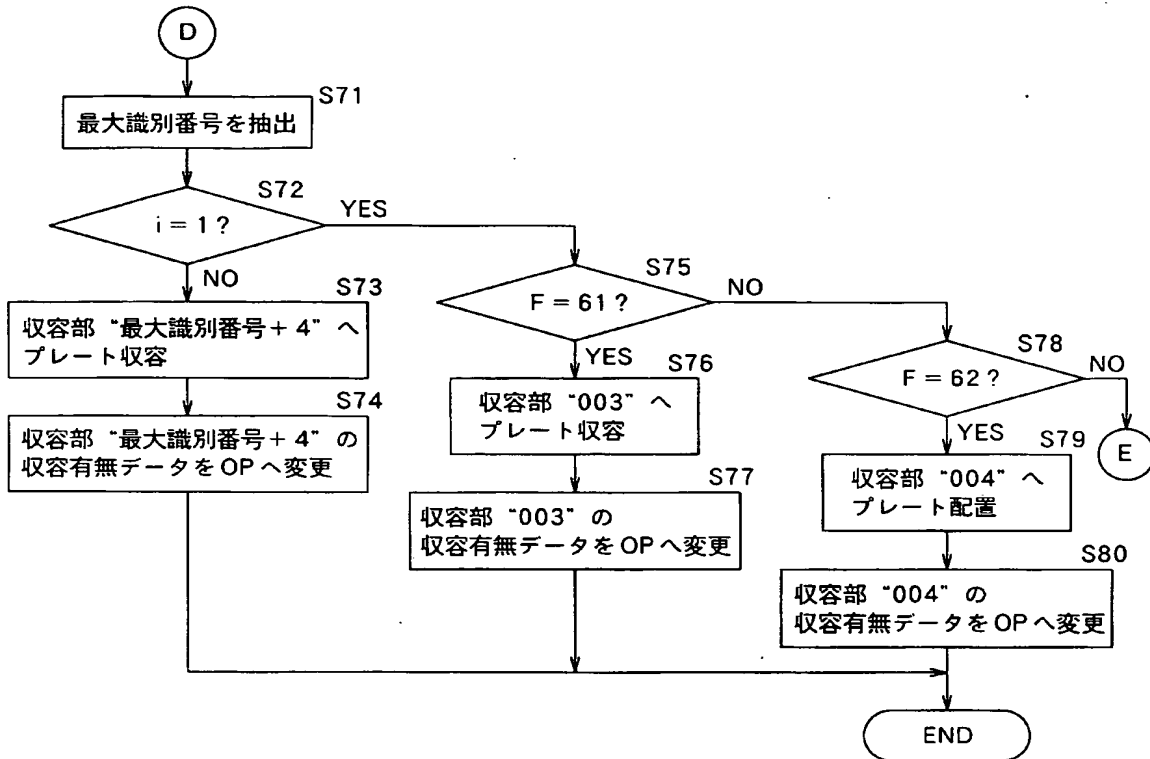 D
S71
最大識別番号を抽出
S72
i = 1 ?
YES
NO
S73
収容部 “最大識別番号+4” へ
プレート収容
S74
収容部 “最大識別番号+4” の
収容有無データをOPへ変更
S75
F = 61 ?
NO
YES
S76
収容部 “003” へ
プレート収容
S77
収容部 “003” の
収容有無データをOPへ変更
S78
F = 62 ?
NO
E
YES
S79
収容部 “004” へ
プレート配置
S80
収容部 “004” の
収容有無データをOPへ変更
END